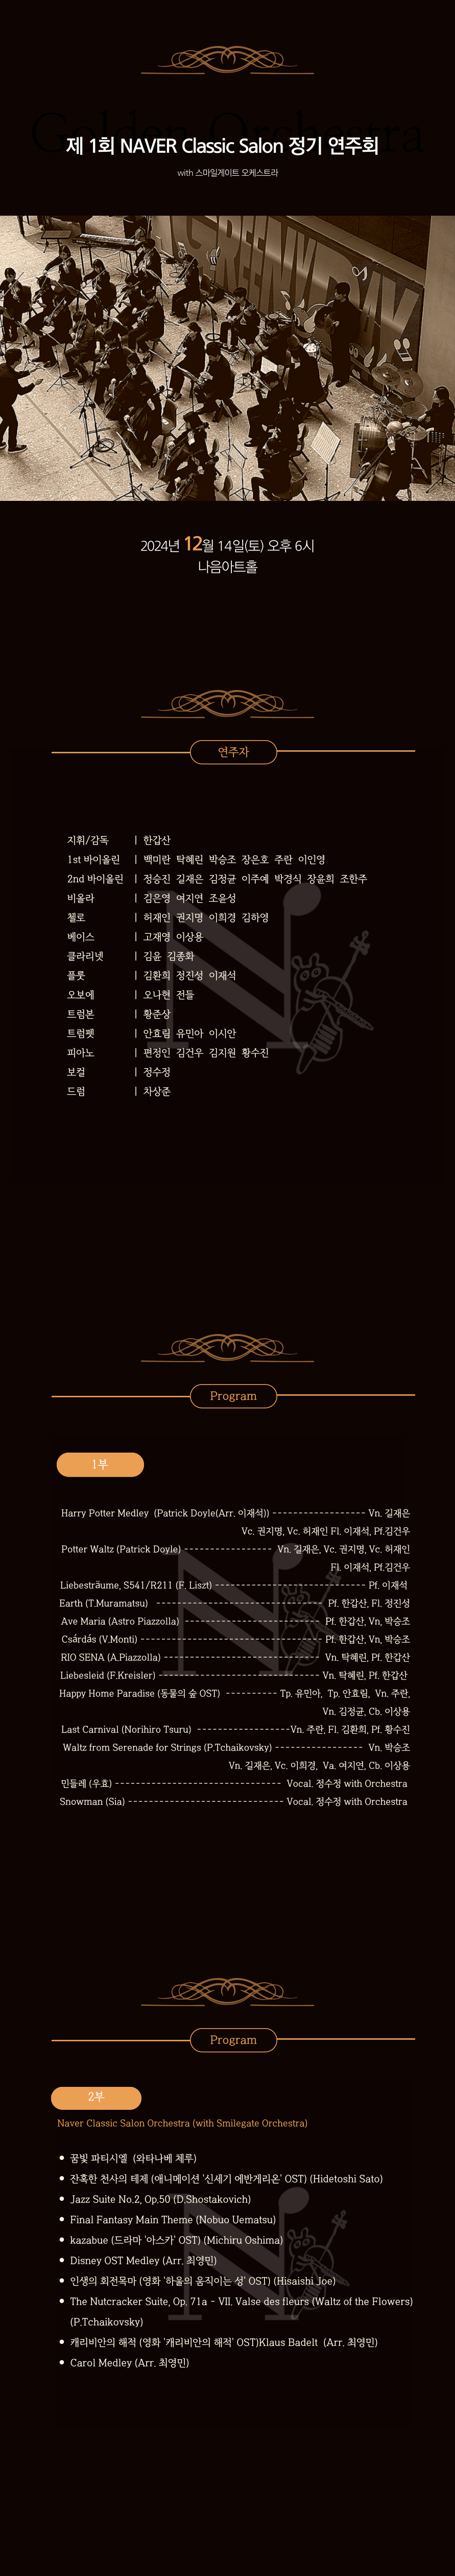 Golden Orchestra
제 1회 NAVER Classic Salon 정기 연주회
with 스마일게이트 오케스트라
2024년 12월 14일(토) 오후 6시
나음아트홀
연주자
지휘/감독 | 한갑산
1st 바이올린 | 백미란 탁혜린 박승조 장은호 주란 이인영
2nd 바이올린 | 정승진 길재은 김정균 이주예 박경식 장윤희 조한주
비올라 | 김은영 여지연 조윤성
첼로 | 허재인 권지명 이희경 김하영
베이스 | 고재영 이상용
클라리넷 | 김윤 김종화
플룻 | 김환희 정진성 이재석
오보에 | 오나현 전들
트럼본 | 황준상
트럼펫 | 안효림 유민아 이시안
피아노 | 편정인 김건우 김지원 황수진
보컬 | 정수정
드럼 | 차상준
Program
1부
Harry Potter Medley (Patrick Doyle(Arr. 이재석)) --------------------- Vn. 길재은
Vc. 권지명, Vc. 허재인 Fl. 이재석, Pf.김건우
Potter Waltz (Patrick Doyle) -------------------- Vn. 길재은, Vc. 권지명, Vc. 허재인
Fl. 이재석, Pf.김건우
Liebesträume, S541/R211 (F. Liszt) ---------------------------------- Pf. 이재석
Earth (T.Muramatsu) -------------------------------------- Pf. 한갑산, Fl. 정진성
Ave Maria (Astro Piazzolla) ------------------------------- Pf. 한갑산, Vn, 박승조
Csárdás (V.Monti) ----------------------------------------- Pf. 한갑산, Vn, 박승조
RIO SENA (A.Piazzolla) ------------------------------------ Vn. 탁혜린, Pf. 한갑산
Liebesleid (F.Kreisler) ------------------------------------- Vn. 탁혜린, Pf. 한갑산
Happy Home Paradise (동물의 숲 OST) ------------ Tp. 유민아, Tp. 안효림, Vn. 주란,
Vn. 김정균, Cb. 이상용
Last Carnival (Norihiro Tsuru) ---------------------Vn. 주란, Fl. 김환희, Pf. 황수진
Waltz from Serenade for Strings (P.Tchaikovsky) -------------------- Vn. 박승조
Vn. 길재은, Vc. 이희경, Va. 여지연, Cb. 이상용
민들레 (우효) -------------------------------------- Vocal. 정수정 with Orchestra
Snowman (Sia) ------------------------------------ Vocal. 정수정 with Orchestra
Program
2부
Naver Classic Salon Orchestra (with Smilegate Orchestra)
● 꿈빛 파티시엘 (와타나베 체루)
● 잔혹한 천사의 테제 (애니메이션 '신세기 에반게리온' OST) (Hidetoshi Sato)
● Jazz Suite No.2, Op.50 (D.Shostakovich)
● Final Fantasy Main Theme (Nobuo Uematsu)
● kazabue (드라마 '아스카' OST) (Michiru Oshima)
● Disney OST Medley (Arr. 최영민)
● 인생의 회전목마 (영화 '하울의 움직이는 성' OST) (Hisaishi Joe)
● The Nutcracker Suite, Op. 71a - VII. Valse des fleurs (Waltz of the Flowers)
(P.Tchaikovsky)
● 캐리비안의 해적 (영화 '캐리비안의 해적' OST)Klaus Badelt (Arr. 최영민)
● Carol Medley (Arr. 최영민)